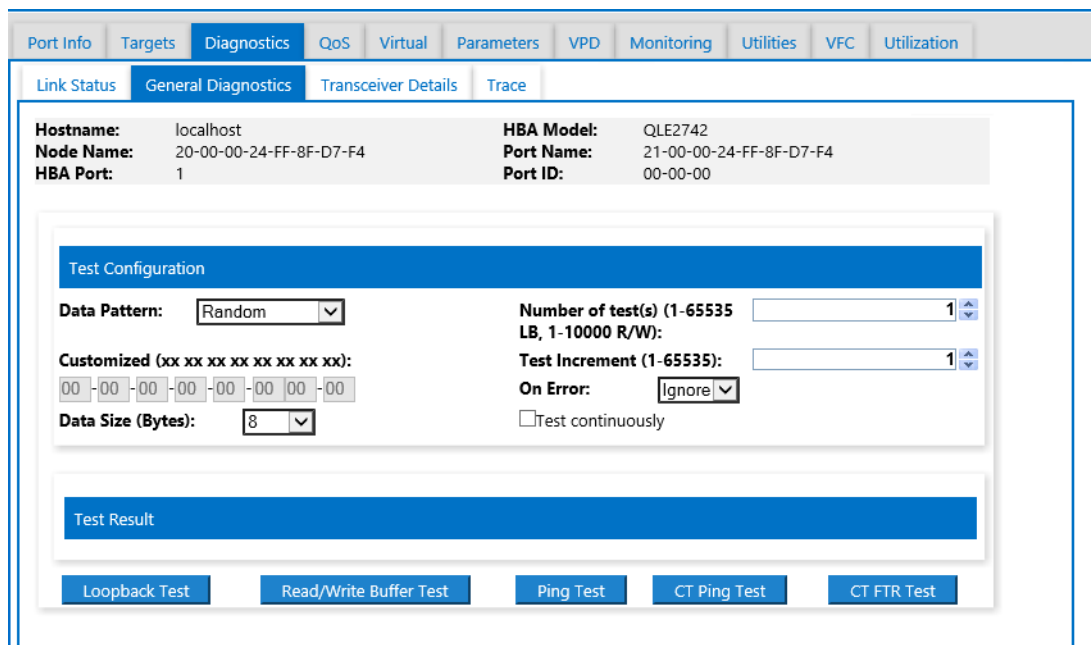 Port Info Targets Diagnostics QoS Virtual Parameters VPD Monitoring Utilities VFC Utilization
Link Status General Diagnostics Transceiver Details Trace
Hostname: localhost HBA Model: QLE2742
Node Name: 20-00-00-24-FF-8F-D7-F4 Port Name: 21-00-00-24-FF-8F-D7-F4
HBA Port: 1 Port ID: 00-00-00
Test Configuration
Data Pattern: Random Number of test(s) (1-65535 1
LB, 1-10000 R/W):
Customized (xx xx xx xx xx xx xx xx): Test Increment (1-65535): 1
00 -00 -00 -00 -00 -00 00 -00 On Error: Ignore
Data Size (Bytes): 8 Test continuously
Test Result
Loopback Test Read/Write Buffer Test Ping Test CT Ping Test CT FTR Test